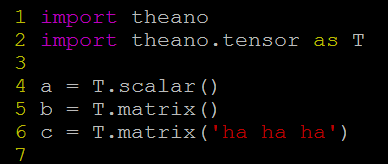 1 import theano
2 import theano.tensor as T
3
4 a = T.scalar()
5 b = T.matrix()
6 c = T.matrix('ha ha ha')
7